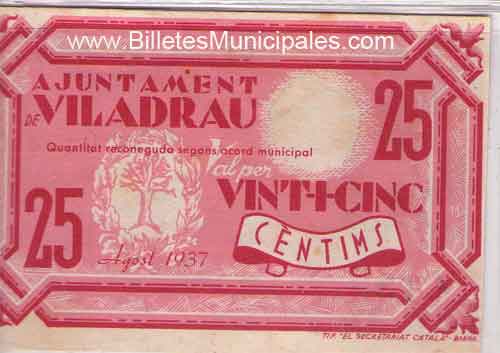 www.BilletesMunicipales.com
AJUNTAMENT
DE VILADRAU
25
Quantitat reconeguda segons acord municipal
Val per
VINT-I-CINC
CÈNTIMS
25
Agost 1937
TIP. "EL SECRETARIAT CATALÀ" - BARNA